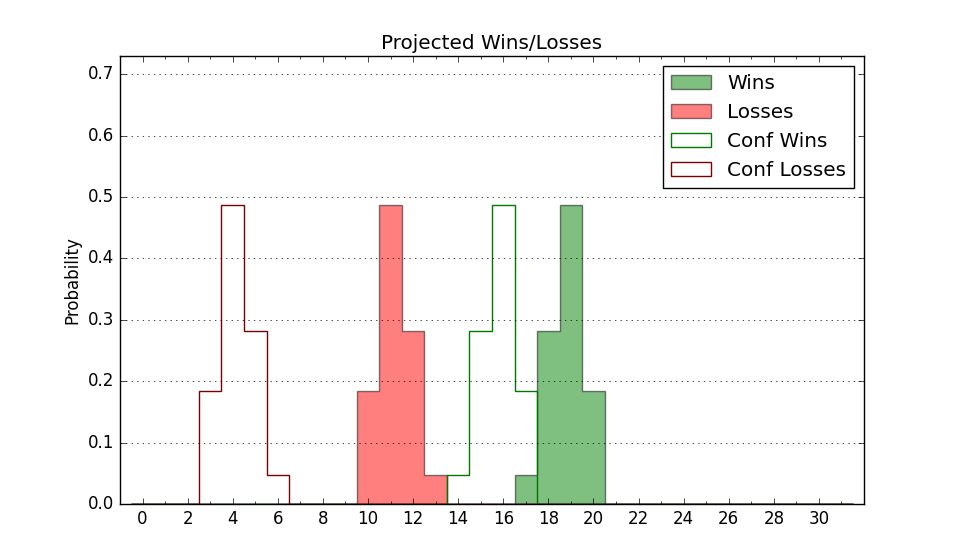 Projected Wins/Losses
0.7
0.6
0.5
0.4
0.3
0.2
0.1
0.0
Probability
Wins
Losses
Conf Wins
Conf Losses
0 2 4 6 8 10 12 14 16 18 20 22 24 26 28 30